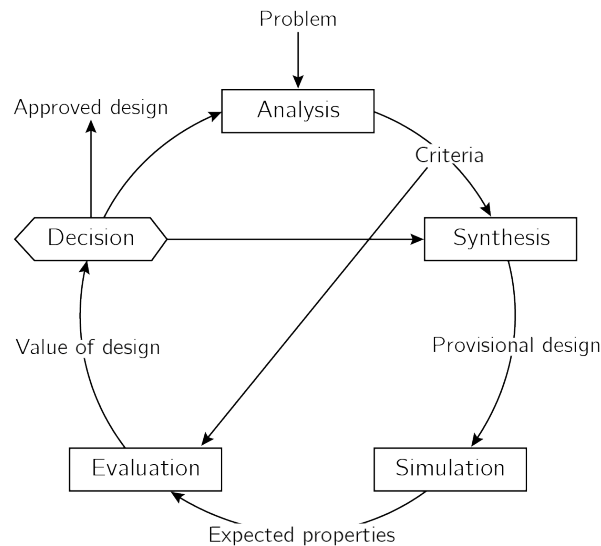 Problem
Analysis
Approved design
Criteria
Decision
Synthesis
Value of design
Provisional design
Evaluation
Simulation
Expected properties